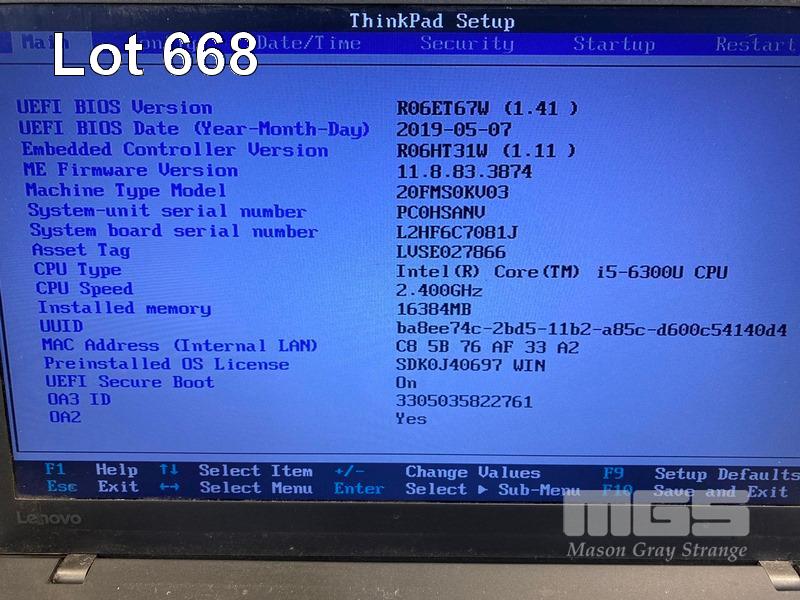 ThinkPad Setup
Main Date/Time Security Startup Restart
Lot 668
UEFI BIOS Version R06ET67W (1.41 )
UEFI BIOS Date (Year-Month-Day) 2019-05-07
Embedded Controller Version R06HT31W (1.11 )
ME Firmware Version 11.8.83.3874
Machine Type Model 20FMS0KV03
System-unit serial number PC0HSANV
System board serial number L2HF6C7081J
Asset Tag LVSE027866
CPU Type Intel(R) Core(TM) i5-6300U CPU
CPU Speed 2.400GHz
Installed memory 16384MB
UUID ba8ee74c-2bd5-11b2-a85c-d600c54140d4
MAC Address (Internal LAN) C8 5B 76 AF 33 A2
Preinstalled OS License SDK0J40697 WIN
UEFI Secure Boot On
OA3 ID 3305035822761
OA2 Yes
F1 Help ↑↓ Select Item +/- Change Values F9 Setup Defaults
Esc Exit ←→ Select Menu Enter Select ▶ Sub-Menu F10 Save and Exit
Lenovo
MGS
Mason Gray Strange